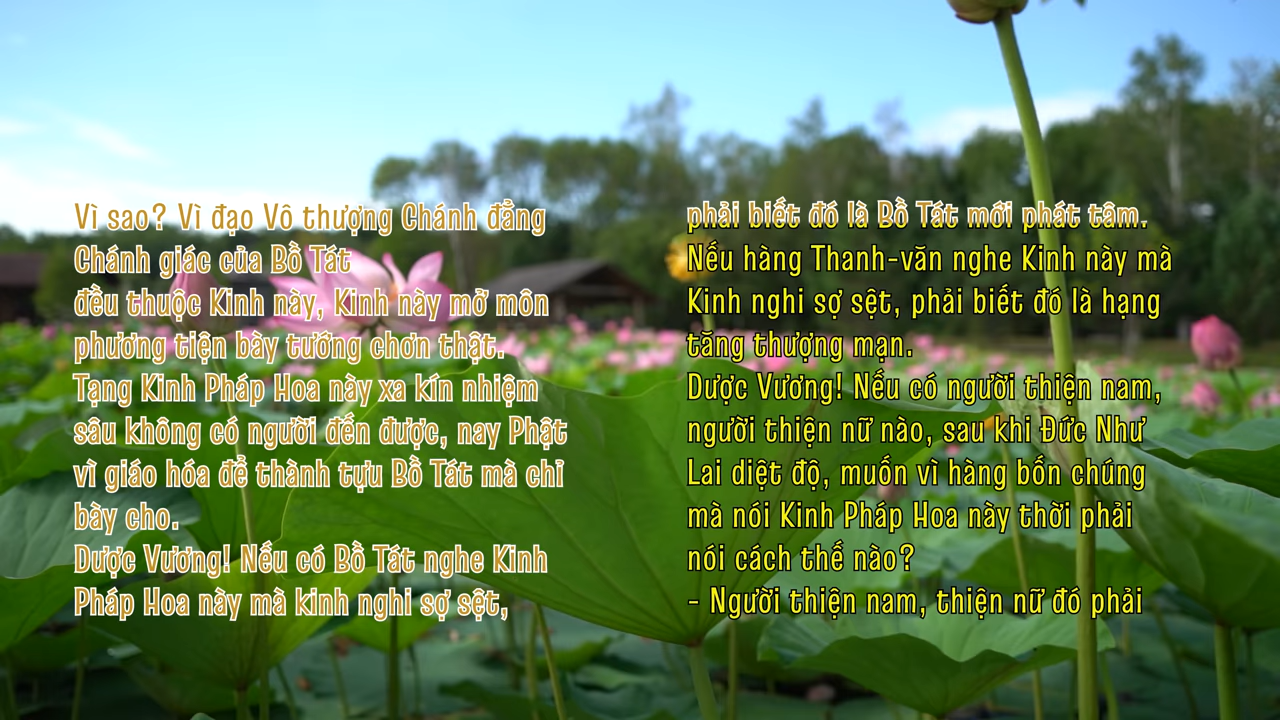 Vì sao? Vì đạo Vô thượng Chánh đẳng
Chánh giác của Bồ Tát
đều thuộc Kinh này, Kinh này mở môn
phương tiện bày tướng chơn thật.
Tạng Kinh Pháp Hoa này xa kín nhiệm
sâu không có người đến được, nay Phật
vì giáo hóa để thành tựu Bồ Tát mà chỉ
bày cho.
Dược Vương! Nếu có Bồ Tát nghe Kinh
Pháp Hoa này mà kinh nghi sợ sệt,
phải biết đó là Bồ Tát mới phát tâm.
Nếu hàng Thanh-văn nghe Kinh này mà
Kinh nghi sợ sệt, phải biết đó là hạng
tăng thượng mạn.
Dược Vương! Nếu có người thiện nam,
người thiện nữ nào, sau khi Đức Như
Lai diệt độ, muốn vì hàng bốn chúng
mà nói Kinh Pháp Hoa này thời phải
nói cách thế nào?
- Người thiện nam, thiện nữ đó phải